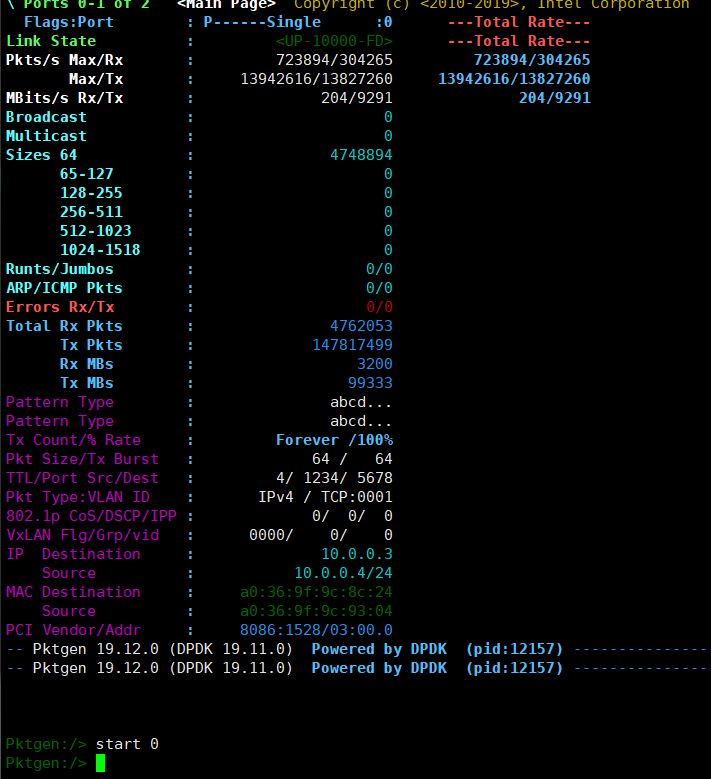 \ Ports 0-1 of 2   <Main Page>  Copyright (c) <2010-2019>, Intel Corporation
  Flags:Port        : P------Single      :0      ---Total Rate---
Link State          :         <UP-10000-FD>      ---Total Rate---
Pkts/s Max/Rx       :         723894/304265         723894/304265
       Max/Tx       :     13942616/13827260     13942616/13827260
MBits/s Rx/Tx       :              204/9291              204/9291
Broadcast           :                     0
Multicast           :                     0
Sizes 64            :               4748894
      65-127        :                     0
      128-255       :                     0
      256-511       :                     0
      512-1023      :                     0
      1024-1518     :                     0
Runts/Jumbos        :                   0/0
ARP/ICMP Pkts       :                   0/0
Errors Rx/Tx        :                   0/0
Total Rx Pkts       :               4762053
      Tx Pkts       :             147817499
      Rx MBs        :                  3200
      Tx MBs        :                 99333
Pattern Type        :               abcd...
Pattern Type        :               abcd...
Tx Count/% Rate     :         Forever /100%
Pkt Size/Tx Burst   :             64 /   64
TTL/Port Src/Dest   :         4/ 1234/ 5678
Pkt Type:VLAN ID    :       IPv4 / TCP:0001
802.1p CoS/DSCP/IPP :             0/  0/  0
VxLAN Flg/Grp/vid   :      0000/    0/    0
IP  Destination     :              10.0.0.3
    Source          :           10.0.0.4/24
MAC Destination     :     a0:36:9f:9c:8c:24
    Source          :     a0:36:9f:9c:93:04
PCI Vendor/Addr     :     8086:1528/03:00.0
-- Pktgen 19.12.0 (DPDK 19.11.0)  Powered by DPDK  (pid:12157) ---------------
-- Pktgen 19.12.0 (DPDK 19.11.0)  Powered by DPDK  (pid:12157) ---------------
Pktgen:/> start 0
Pktgen:/>